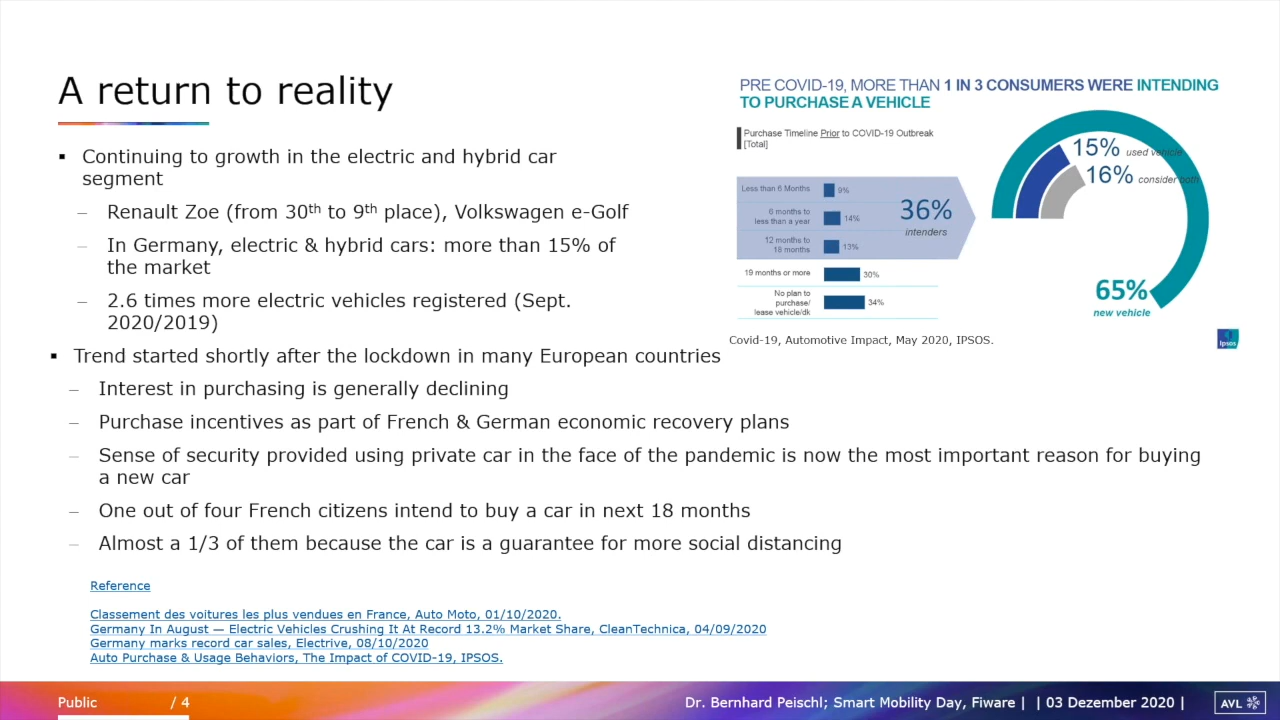 A return to reality
▪ Continuing to growth in the electric and hybrid car
segment
– Renault Zoe (from 30th to 9th place), Volkswagen e-Golf
– In Germany, electric & hybrid cars: more than 15% of
the market
– 2.6 times more electric vehicles registered (Sept.
2020/2019)
▪ Trend started shortly after the lockdown in many European countries
– Interest in purchasing is generally declining
– Purchase incentives as part of French & German economic recovery plans
– Sense of security provided using private car in the face of the pandemic is now the most important reason for buying
a new car
– One out of four French citizens intend to buy a car in next 18 months
– Almost a 1/3 of them because the car is a guarantee for more social distancing
PRE COVID-19, MORE THAN 1 IN 3 CONSUMERS WERE INTENDING
TO PURCHASE A VEHICLE
Purchase Timeline Prior to COVID-19 Outbreak
[Total]
Less than 6 Months 9%
6 months to
less than a year 14%
12 months to
18 months 13%
19 months or more 30%
No plan to
purchase/
lease vehicle/dk 34%
36%
intenders
15% used vehicle
16% consider both
65%
new vehicle
Covid-19, Automotive Impact, May 2020, IPSOS.
Ipsos
Reference
Classement des voitures les plus vendues en France, Auto Moto, 01/10/2020.
Germany In August — Electric Vehicles Crushing It At Record 13.2% Market Share, CleanTechnica, 04/09/2020
Germany marks record car sales, Electrive, 08/10/2020
Auto Purchase & Usage Behaviors, The Impact of COVID-19, IPSOS.
Public / 4 Dr. Bernhard Peischl; Smart Mobility Day, Fiware | | 03 Dezember 2020 | AVL